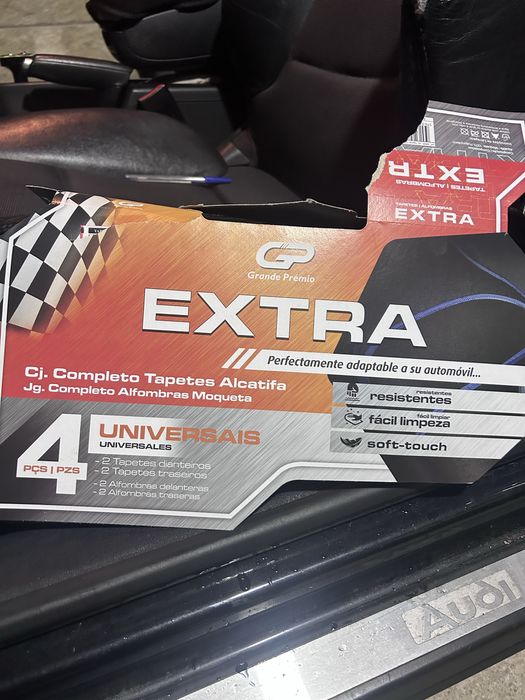 TAPETES | ALFOMBRAS
EXTR
EXTRA
GP
Grande Prémio
EXTRA
Perfectamente adaptable a su automóvil...
Cj. Completo Tapetes Alcatifa
Jg. Completo Alfombras Moqueta
resistentes
resistentes
fácil limpiar
fácil limpeza
soft-touch
4
PÇS | PZS
UNIVERSAIS
UNIVERSALES
- 2 Tapetes dianteiros
- 2 Tapetes traseiros
- 2 Alfombras delanteras
- 2 Alfombras traseras
Audi